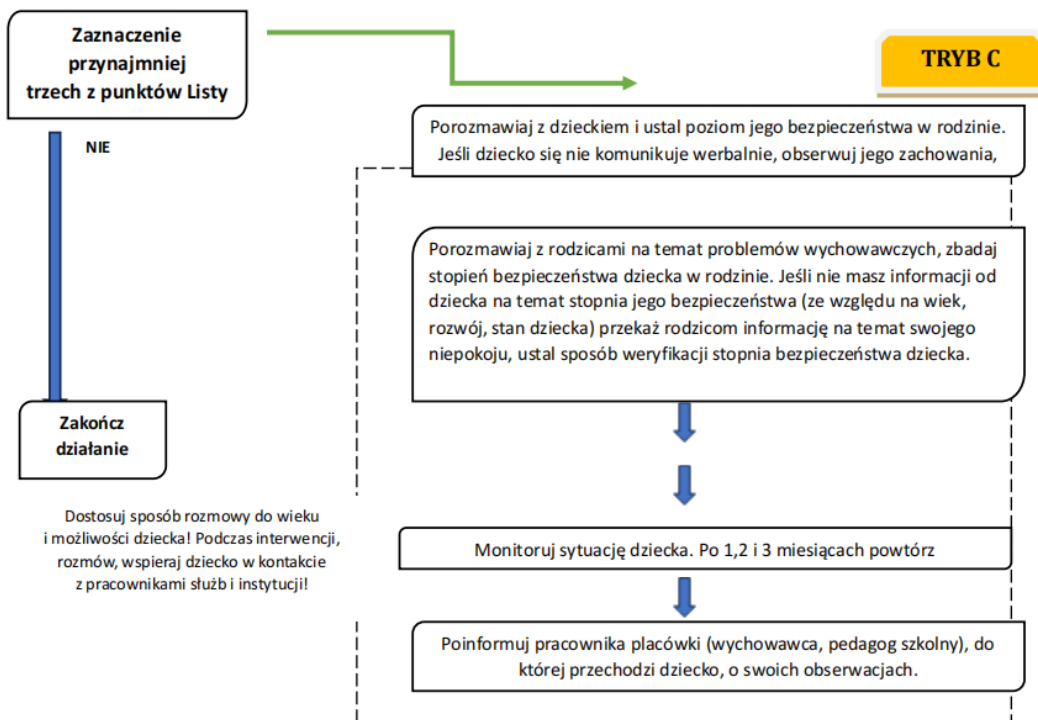 Zaznaczenie
przynajmniej
trzech z punktów Listy
TRYB C
NIE
Porozmawiaj z dzieckiem i ustal poziom jego bezpieczeństwa w rodzinie.
Jeśli dziecko się nie komunikuje werbalnie, obserwuj jego zachowania,
Porozmawiaj z rodzicami na temat problemów wychowawczych, zbadaj
stopień bezpieczeństwa dziecka w rodzinie. Jeśli nie masz informacji od
dziecka na temat stopnia jego bezpieczeństwa (ze względu na wiek,
rozwój, stan dziecka) przekaż rodzicom informację na temat swojego
niepokoju, ustal sposób weryfikacji stopnia bezpieczeństwa dziecka.
Zakończ
działanie
Dostosuj sposób rozmowy do wieku
i możliwości dziecka! Podczas interwencji,
rozmów, wspieraj dziecko w kontakcie
z pracownikami służb i instytucji!
Monitoruj sytuację dziecka. Po 1,2 i 3 miesiącach powtórz
Poinformuj pracownika placówki (wychowawca, pedagog szkolny), do
której przechodzi dziecko, o swoich obserwacjach.